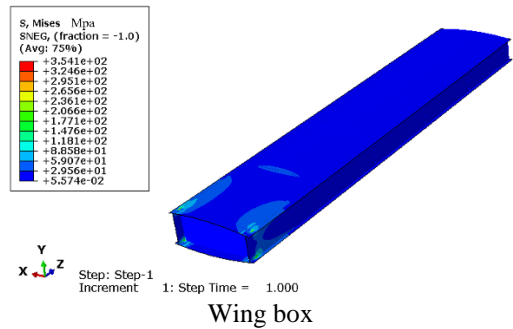 S, Mises Mpa
SNEG, (fraction = -1.0)
(Avg: 75%)
+3.541e+02
+3.246e+02
+2.951e+02
+2.656e+02
+2.361e+02
+2.066e+02
+1.771e+02
+1.476e+02
+1.181e+02
+8.858e+01
+5.907e+01
+2.956e+01
+5.574e-02
Y
X Z
Step: Step-1
Increment 1: Step Time = 1.000
Wing box